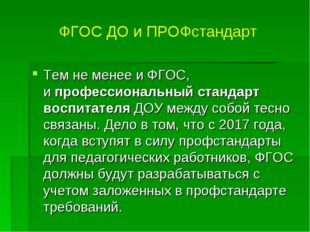 ФГОС ДО и ПРОФстандарт
Тем не менее и ФГОС,
и профессиональный стандарт
воспитателя ДОУ между собой тесно
связаны. Дело в том, что с 2017 года,
когда вступят в силу профстандарты
для педагогических работников, ФГОС
должны будут разрабатываться с
учетом заложенных в профстандарте
требований.